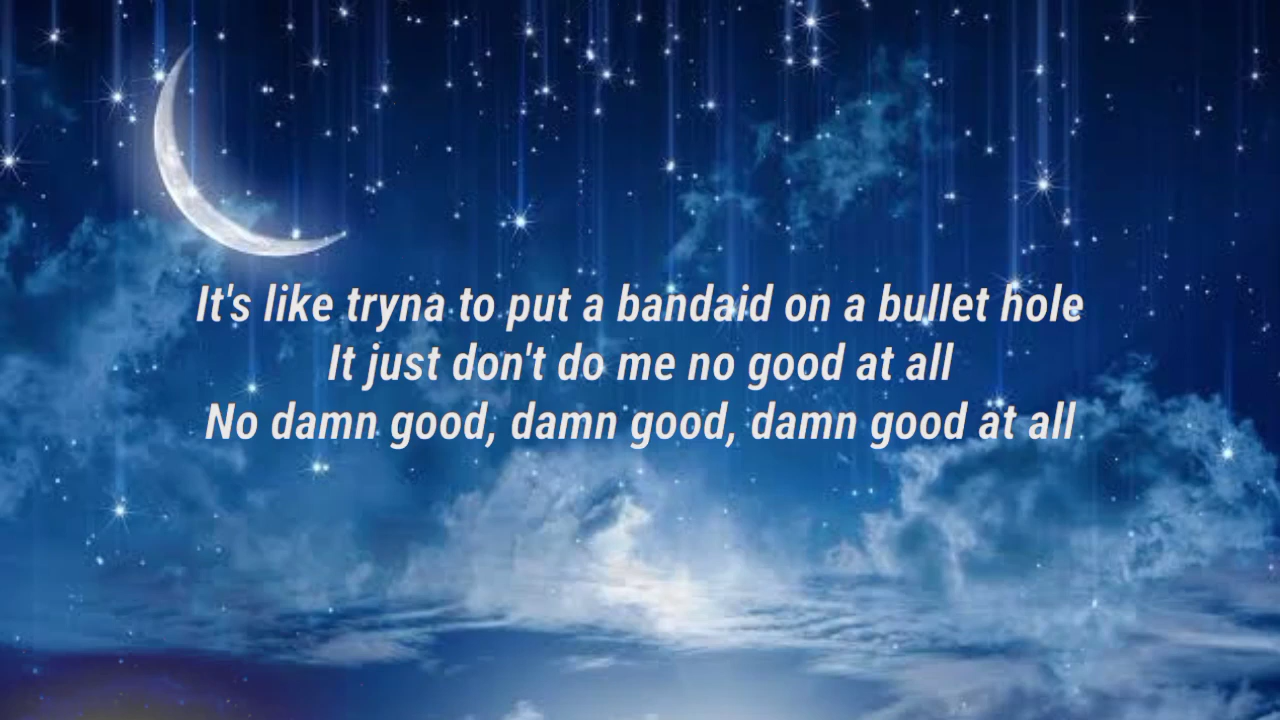 It's like tryna to put a bandaid on a bullet hole
It just don't do me no good at all
No damn good, damn good, damn good at all